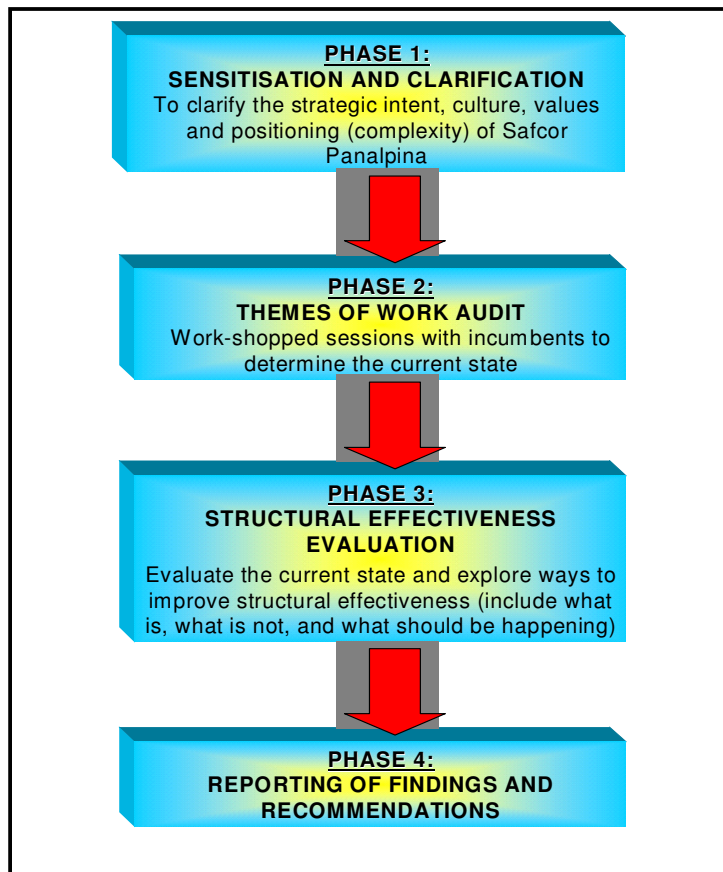 PHASE 1:
SENSITISATION AND CLARIFICATION
To clarify the strategic intent, culture, values
and positioning (complexity) of Safcor
Panalpina
PHASE 2:
THEMES OF WORK AUDIT
Work-shopped sessions with incumbents to
determine the current state
PHASE 3:
STRUCTURAL EFFECTIVENESS
EVALUATION
Evaluate the current state and explore ways to
improve structural effectiveness (include what
is, what is not, and what should be happening)
PHASE 4:
REPORTING OF FINDINGS AND
RECOMMENDATIONS